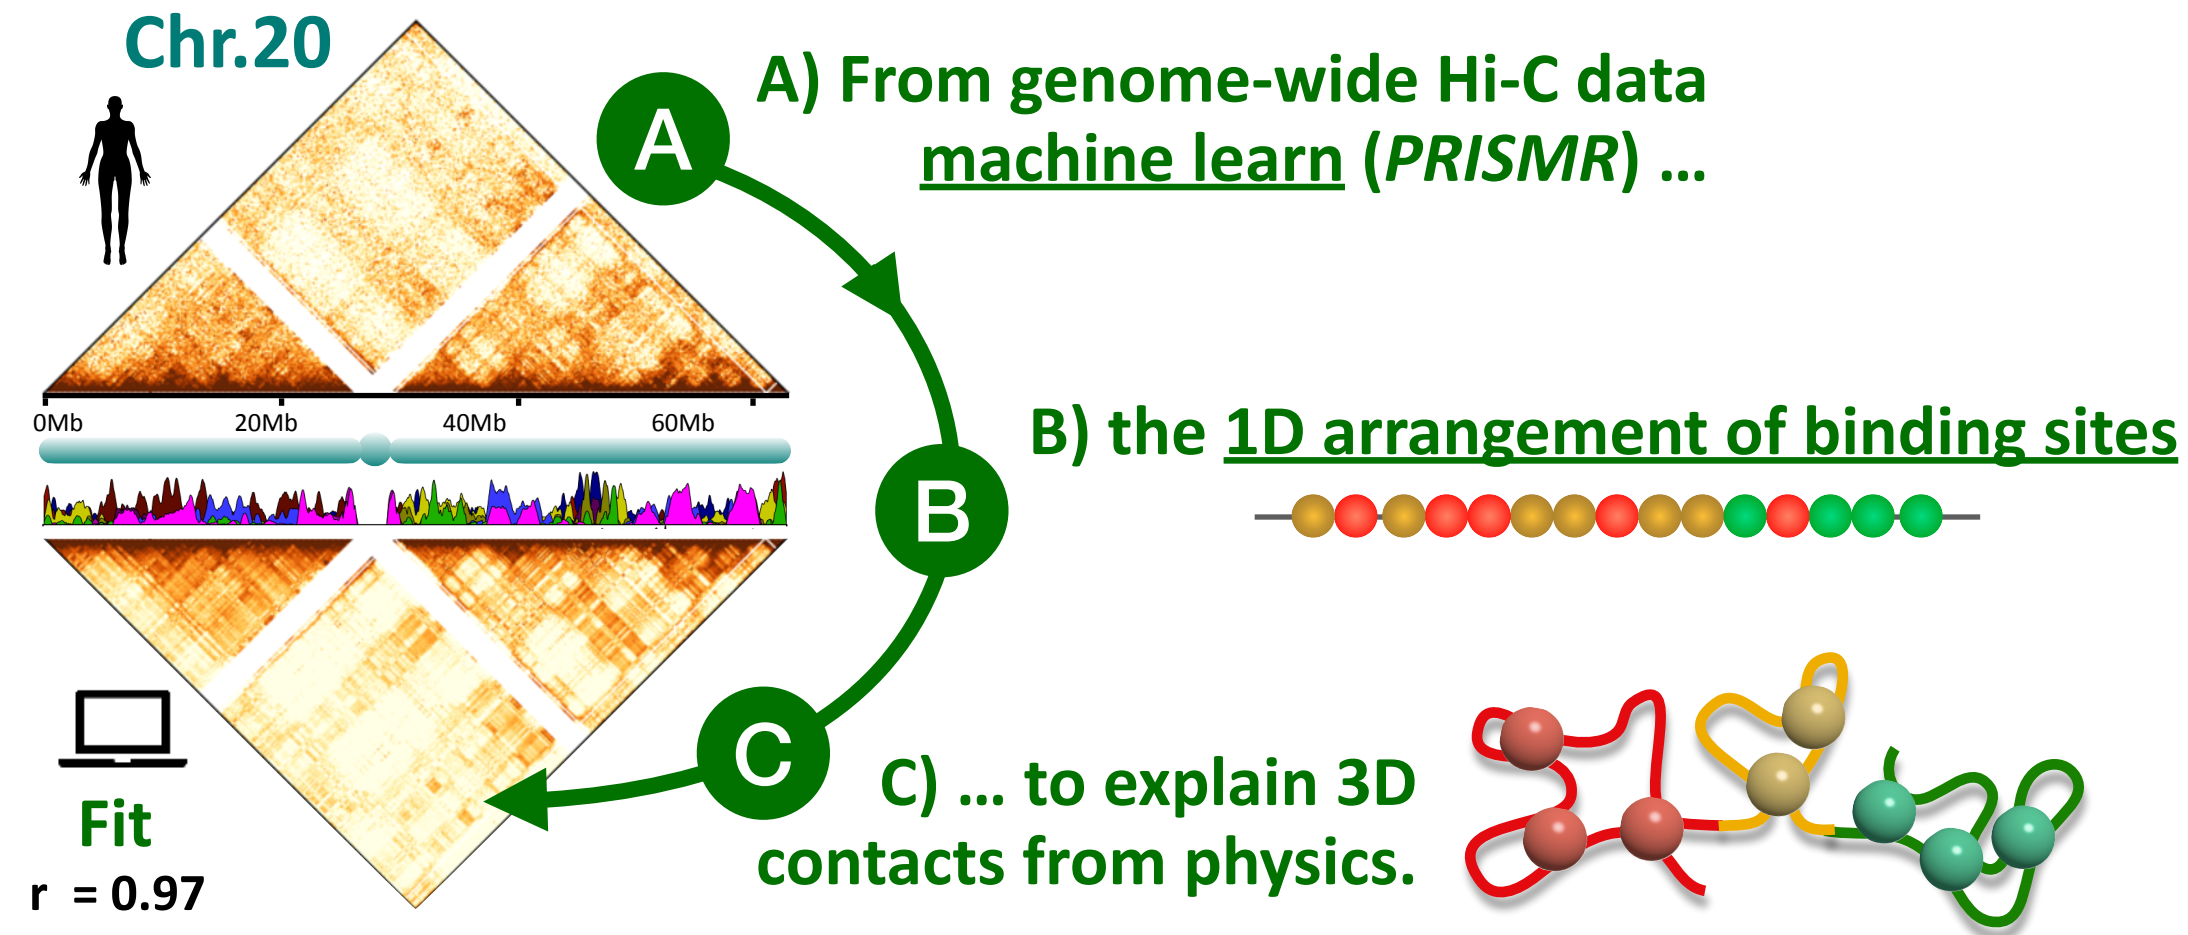 Chr.20
A
A) From genome-wide Hi-C data
machine learn (PRISMR) ...
0Mb 20Mb 40Mb 60Mb
B
B) the 1D arrangement of binding sites
C
C) ... to explain 3D
contacts from physics.
Fit
r = 0.97